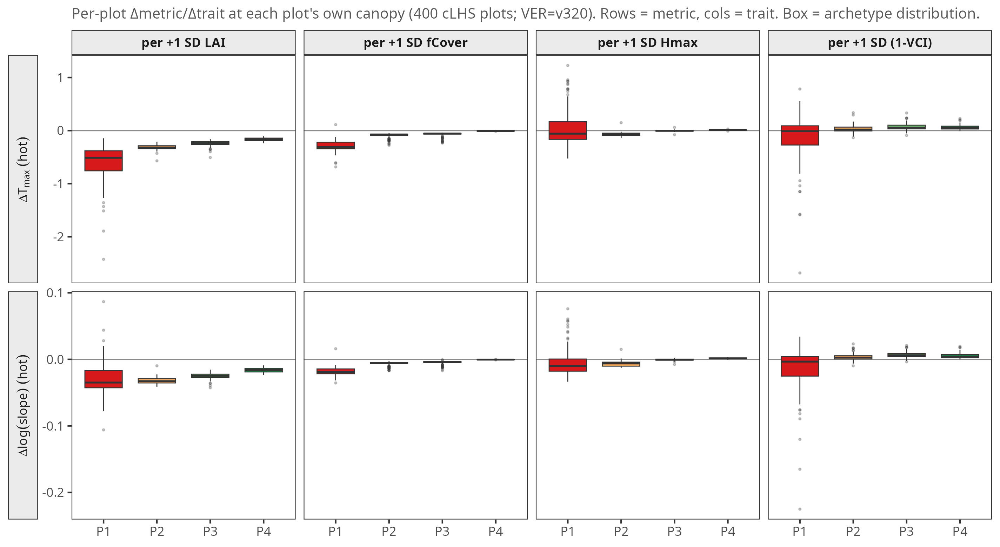 Per-plot Δmetric/Δtrait at each plot's own canopy (400 cLHS plots; VER=v320). Rows = metric, cols = trait. Box = archetype distribution.
per +1 SD LAI
per +1 SD fCover
per +1 SD Hmax
per +1 SD (1-VCI)
ΔTmax (hot)
1
0
-1
-2
Δlog(slope) (hot)
0.1
0.0
-0.1
-0.2
P1 P2 P3 P4
P1 P2 P3 P4
P1 P2 P3 P4
P1 P2 P3 P4